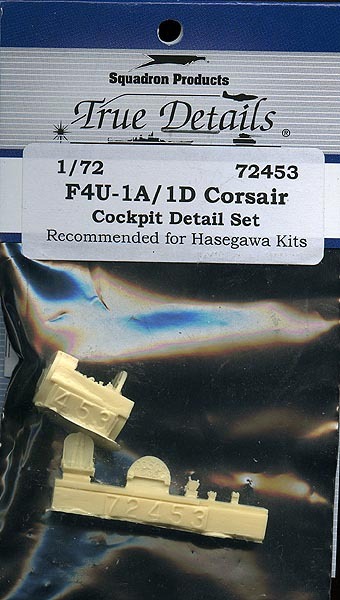 Squadron Products
True Details®
1/72 72453
F4U-1A/1D Corsair
Cockpit Detail Set
Recommended for Hasegawa Kits
453
72453